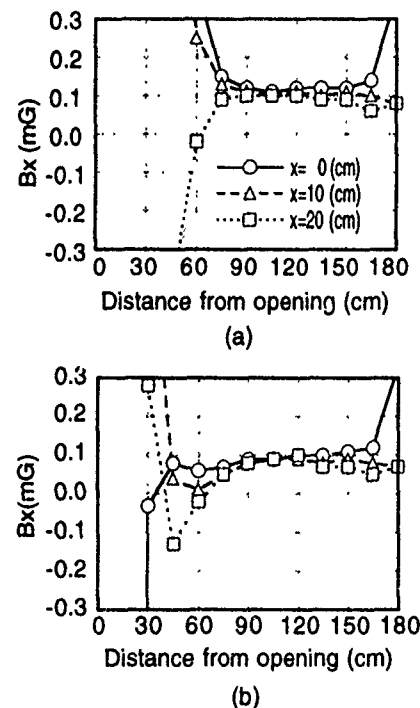 0.3
0.2
0.1
0.0
-0.1
-0.2
-0.3
Bx (mG)
x= 0 (cm)
x=10 (cm)
x=20 (cm)
0 30 60 90 120 150 180
Distance from opening (cm)
(a)
0.3
0.2
0.1
0.0
-0.1
-0.2
-0.3
Bx(mG)
0 30 60 90 120 150 180
Distance from opening (cm)
(b)